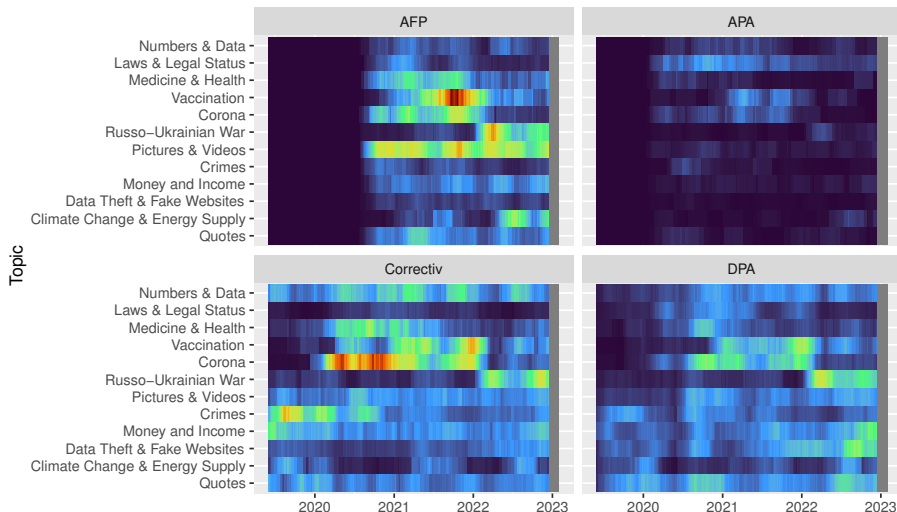 AFP
APA
Numbers & Data
Laws & Legal Status
Medicine & Health
Vaccination
Corona
Russo−Ukrainian War
Pictures & Videos
Crimes
Money and Income
Data Theft & Fake Websites
Climate Change & Energy Supply
Quotes
Topic
Correctiv
DPA
Numbers & Data
Laws & Legal Status
Medicine & Health
Vaccination
Corona
Russo−Ukrainian War
Pictures & Videos
Crimes
Money and Income
Data Theft & Fake Websites
Climate Change & Energy Supply
Quotes
2020 2021 2022 2023
2020 2021 2022 2023